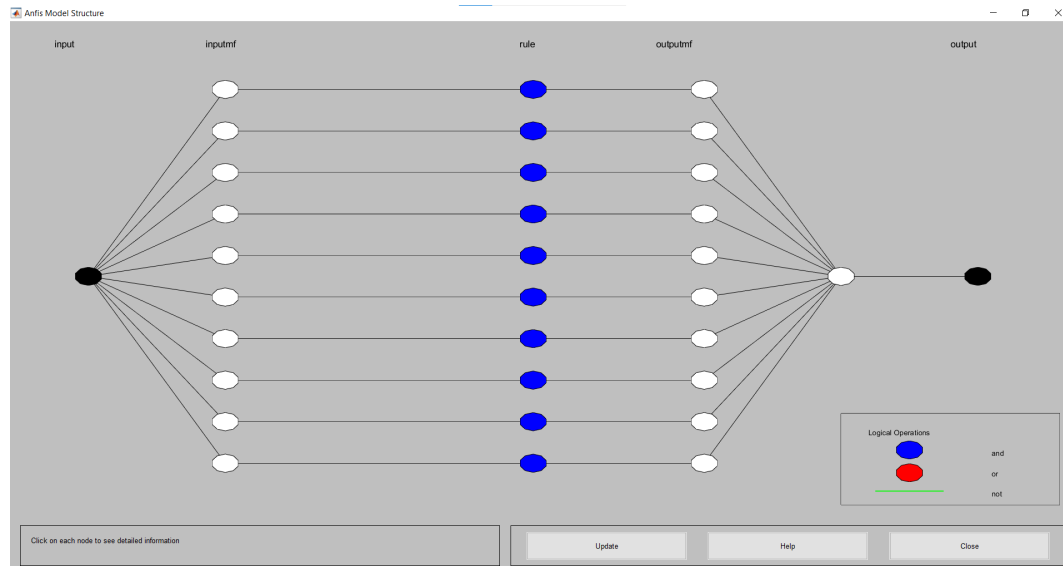 Anfis Model Structure
input inputmf rule outputmf output
Logical Operations
and
or
not
Click on each node to see detailed information
Update Help Close